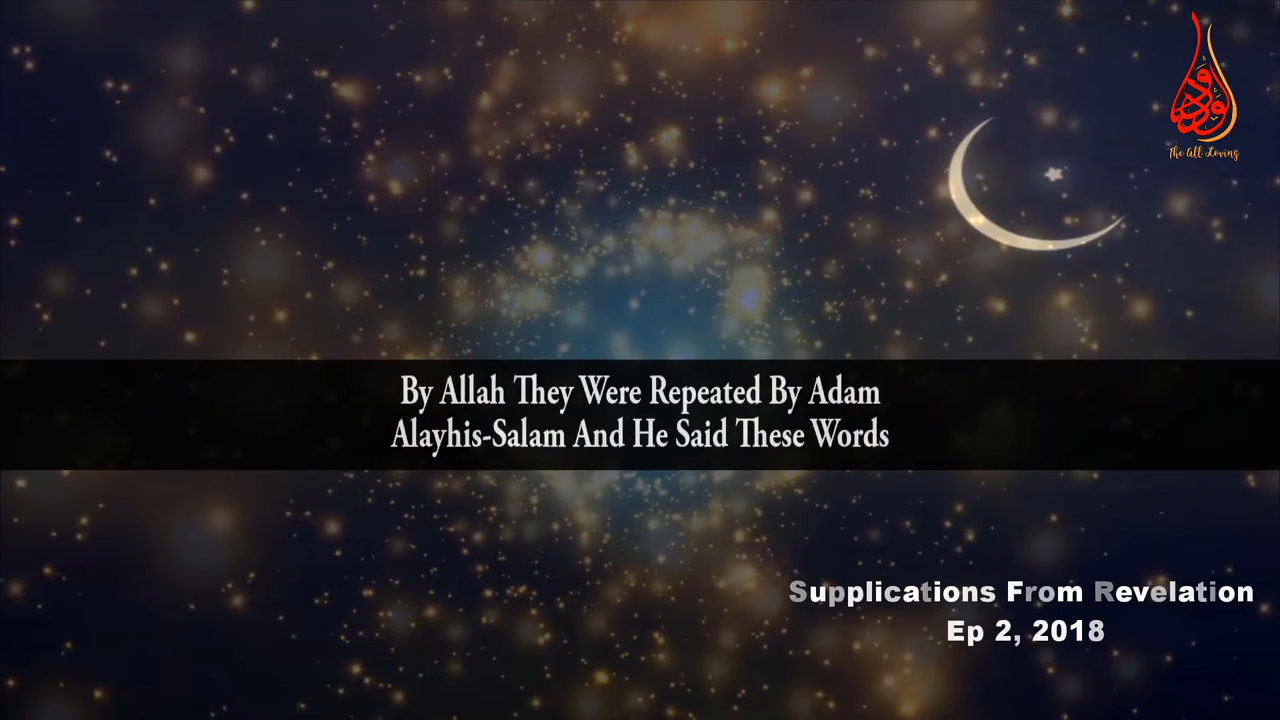 الودود
The All Loving
By Allah They Were Repeated By Adam
Alayhis-Salam And He Said These Words
Supplications From Revelation
Ep 2, 2018